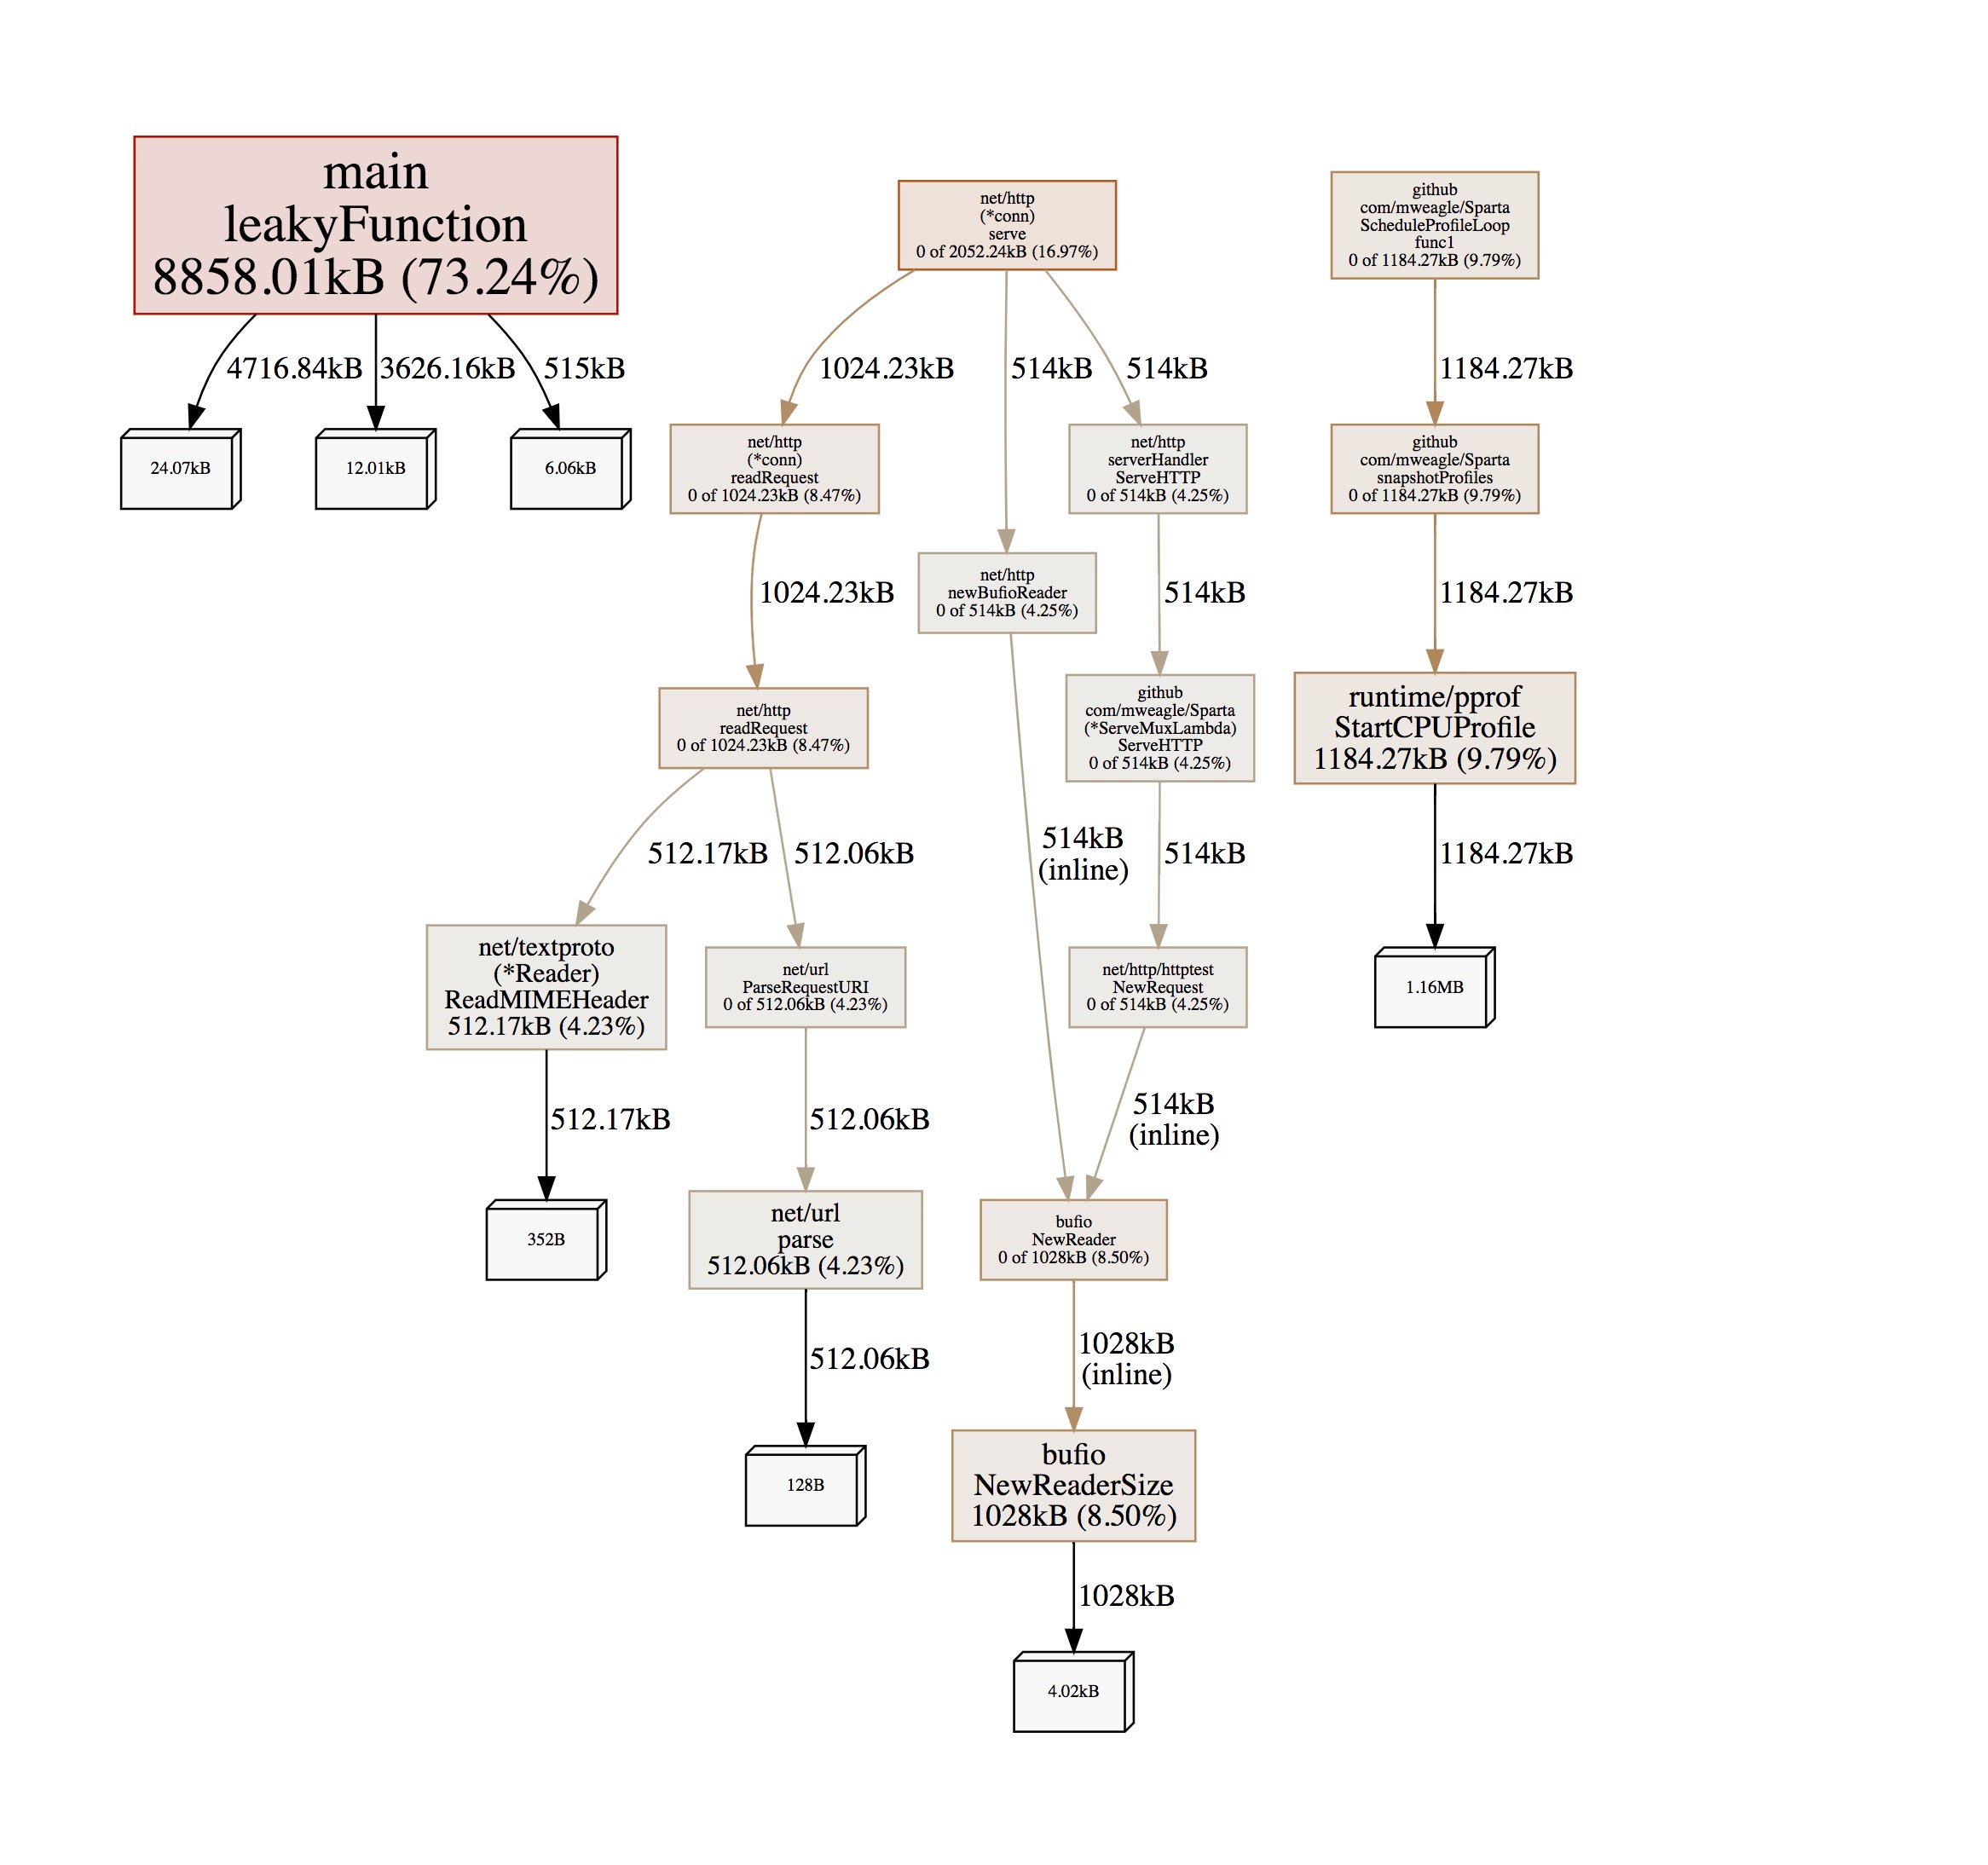 main
leakyFunction
8858.01kB (73.24%)
4716.84kB
3626.16kB
515kB
24.07kB
12.01kB
6.06kB
net/http
(*conn)
serve
0 of 2052.24kB (16.97%)
1024.23kB
514kB
514kB
net/http
(*conn)
readRequest
0 of 1024.23kB (8.47%)
net/http
serverHandler
ServeHTTP
0 of 514kB (4.25%)
net/http
newBufioReader
0 of 514kB (4.25%)
1024.23kB
514kB
net/http
readRequest
0 of 1024.23kB (8.47%)
github
com/mweagle/Sparta
(*ServeMuxLambda)
ServeHTTP
0 of 514kB (4.25%)
512.17kB
512.06kB
514kB
(inline)
514kB
net/textproto
(*Reader)
ReadMIMEHeader
512.17kB (4.23%)
net/url
ParseRequestURI
0 of 512.06kB (4.23%)
net/http/httptest
NewRequest
0 of 514kB (4.25%)
512.17kB
512.06kB
514kB
(inline)
352B
net/url
parse
512.06kB (4.23%)
bufio
NewReader
0 of 1028kB (8.50%)
512.06kB
1028kB
(inline)
128B
bufio
NewReaderSize
1028kB (8.50%)
1028kB
4.02kB
github
com/mweagle/Sparta
ScheduleProfileLoop
func1
0 of 1184.27kB (9.79%)
1184.27kB
github
com/mweagle/Sparta
snapshotProfiles
0 of 1184.27kB (9.79%)
1184.27kB
runtime/pprof
StartCPUProfile
1184.27kB (9.79%)
1184.27kB
1.16MB